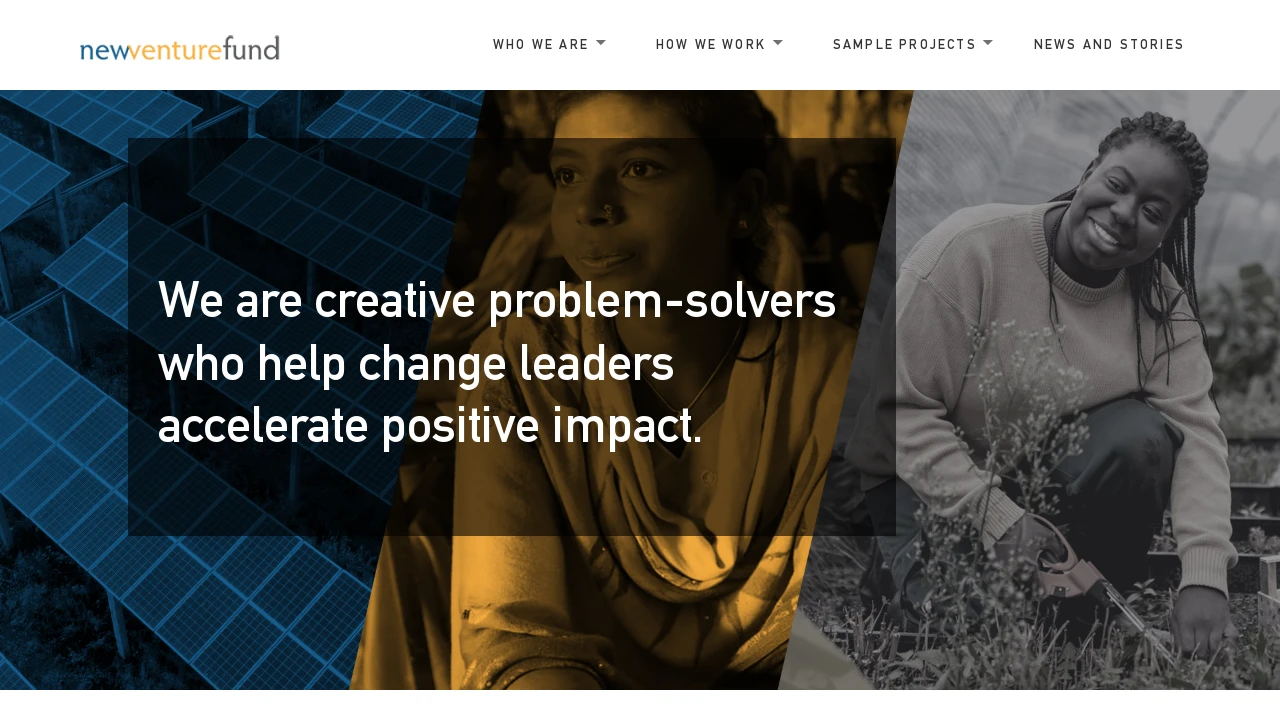 newventurefund
WHO WE ARE
HOW WE WORK
SAMPLE PROJECTS
NEWS AND STORIES
We are creative problem-solvers
who help change leaders
accelerate positive impact.